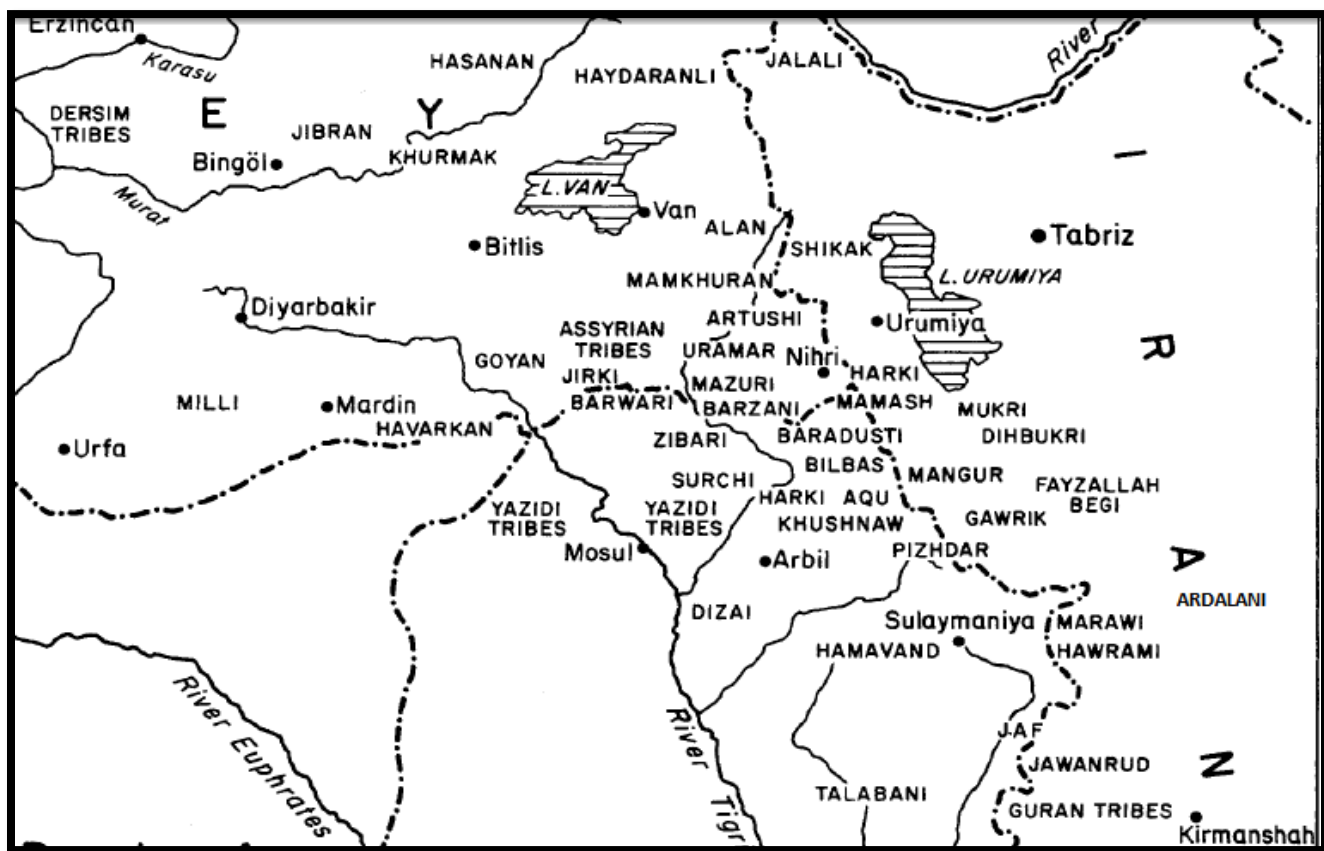 Erzincan
Karasu
HASANAN
HAYDARANLI
JALALI
River
DERSIM
TRIBES
E
JIBRAN
Y
KHURMAK
Bingöl
Murat
L. VAN
Van
Bitlis
ALAN
SHIKAK
I
Tabriz
MAMKHURAN
L. URUMIYA
Diyarbakir
ARTUSHI
Urumiya
ASSYRIAN
TRIBES
URAMAR
Nihri
R
GOYAN
JIRKI
MAZURI
HARKI
MILLI
Mardin
BARWARI
BARZANI
MAMASH
MUKRI
HAVARKAN
DIHBUKRI
Urfa
ZIBARI
BARADUSTI
BILBAS
MANGUR
SURCHI
FAYZALLAH
BEGI
HARKI
AQU
YAZIDI
TRIBES
YAZIDI
TRIBES
KHUSHNAW
GAWRIK
Mosul
Arbil
PIZHDAR
A
ARDALANI
DIZAI
Sulaymaniya
MARAWI
HAMAVAND
HAWRAMI
River Euphrates
River
Tigr
JAF
JAWANRUD
N
TALABANI
GURAN TRIBES
Kirmanshah